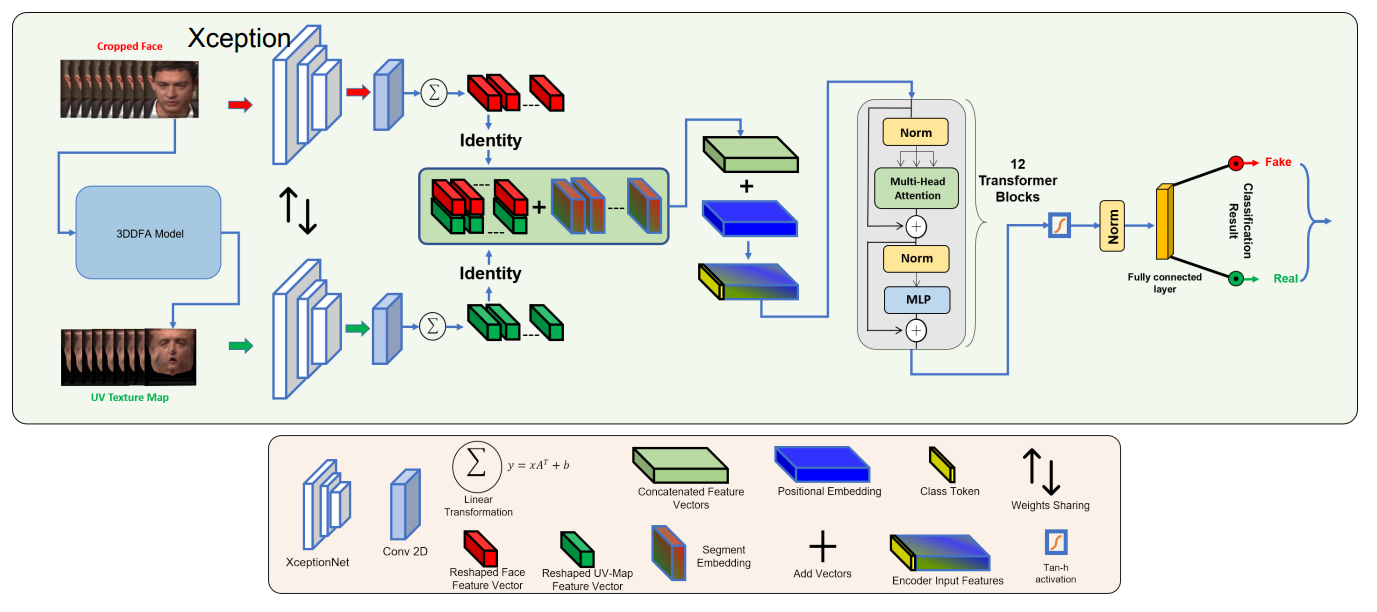 Xception
Cropped Face
Identity
3DDFA Model
Identity
UV Texture Map
∑
∑
+
+
Norm
Multi-Head
Attention
+
Norm
MLP
+
12
Transformer
Blocks
Norm
Fully connected
layer
Fake
Classification
Result
Real
XceptionNet
Conv 2D
∑
y = xA^T + b
Linear
Transformation
Concatenated Feature
Vectors
Positional Embedding
Class Token
Weights Sharing
Reshaped Face
Feature Vector
Reshaped UV-Map
Feature Vector
Segment
Embedding
Add Vectors
Encoder Input Features
Tan-h
activation